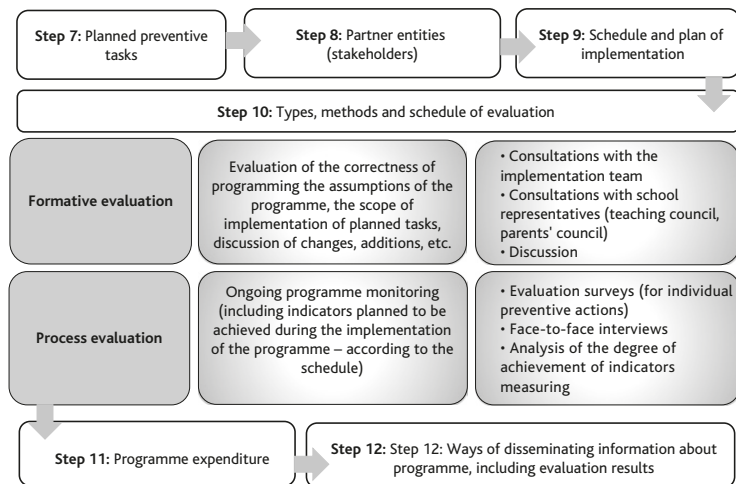 Step 7: Planned preventive
tasks
Step 8: Partner entities
(stakeholders)
Step 9: Schedule and plan of
implementation
Step 10: Types, methods and schedule of evaluation
Formative evaluation
Evaluation of the correctness of
programming the assumptions of the
programme, the scope of
implementation of planned tasks,
discussion of changes, additions, etc.
• Consultations with the
implementation team
• Consultations with school
representatives (teaching council,
parents' council)
• Discussion
Process evaluation
Ongoing programme monitoring
(including indicators planned to be
achieved during the implementation
of the programme – according to the
schedule)
• Evaluation surveys (for individual
preventive actions)
• Face-to-face interviews
• Analysis of the degree of
achievement of indicators
measuring
Step 11: Programme expenditure
Step 12: Step 12: Ways of disseminating information about
programme, including evaluation results